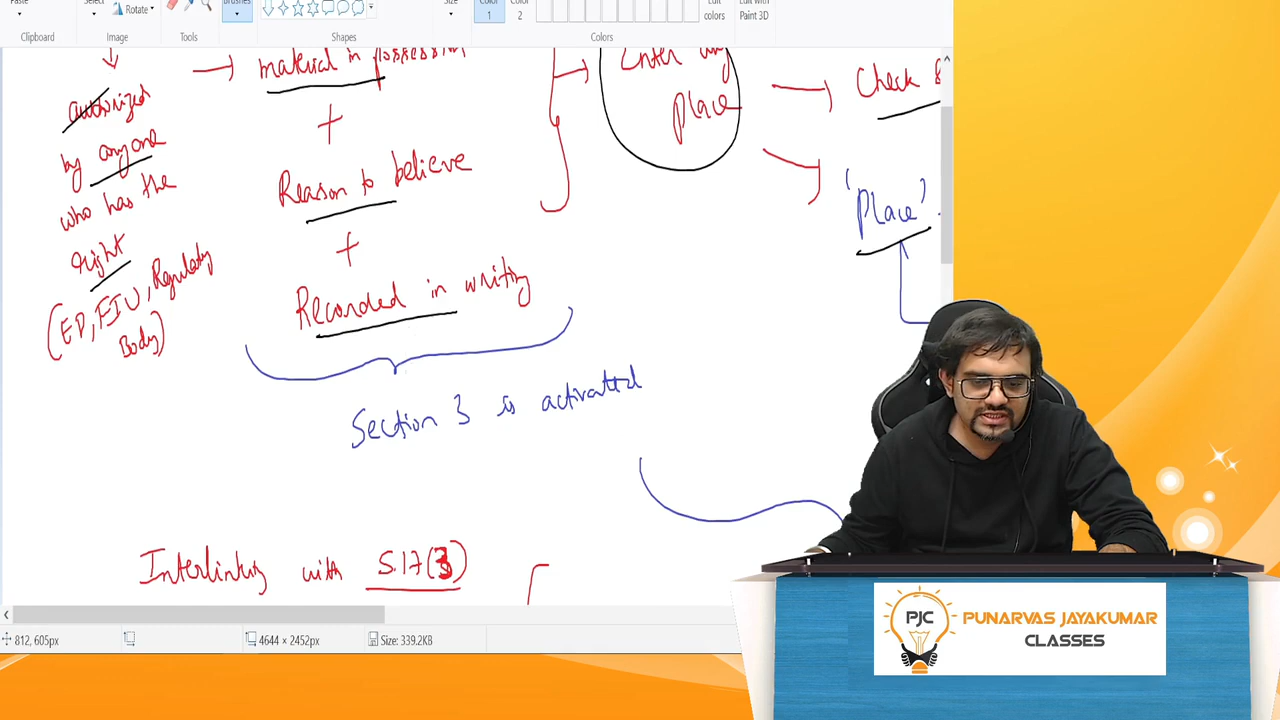 Paste
Select
Rotate
Brushes
Size
Color
1
Color
2
Edit
colors
Edit with
Paint 3D
Clipboard
Image
Tools
Shapes
Colors
authorized
by anyone
who has the
right
(ED, FIU, Regulatory
Body)
material in possession
+
Reason to believe
+
Recorded in writing
Enter any
place
Check &
'Place'
Section 3 is activated
Interlinking with S.17(3)
812, 605px
4644 × 2452px
Size: 339.2KB
PJC
PUNARVAS JAYAKUMAR
CLASSES